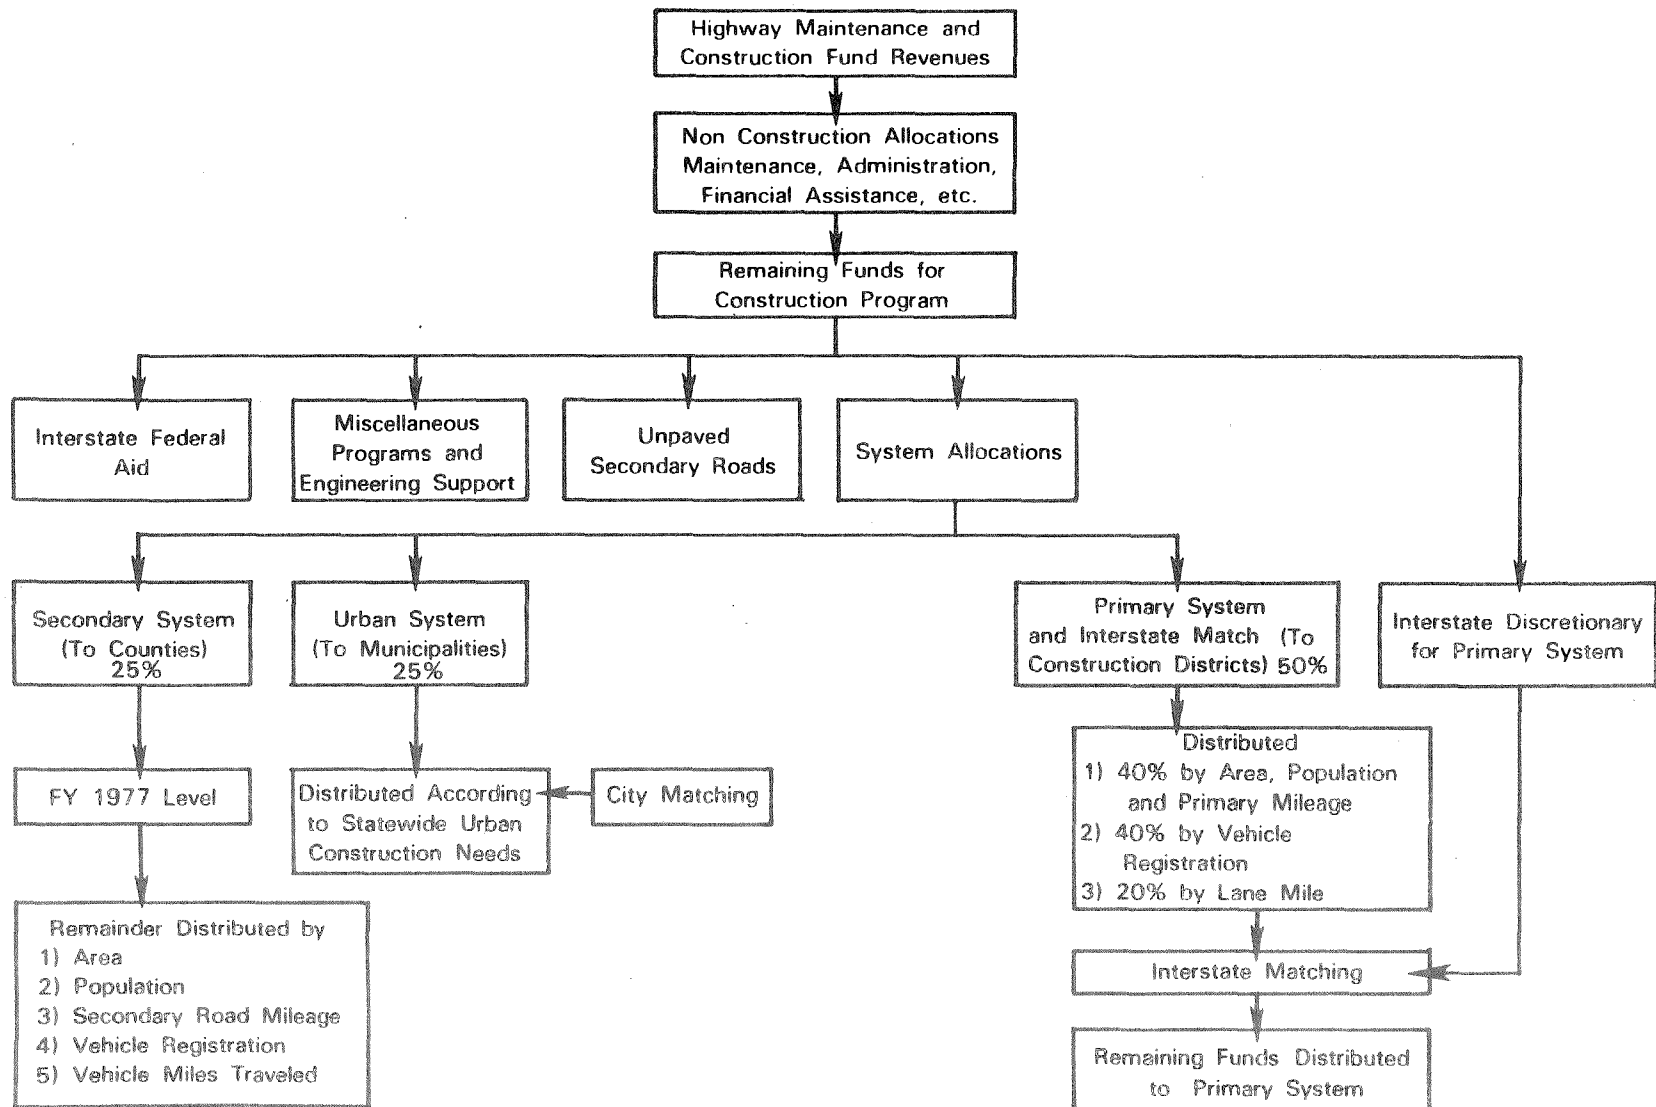 Highway Maintenance and
Construction Fund Revenues
Non Construction Allocations
Maintenance, Administration,
Financial Assistance, etc.
Remaining Funds for
Construction Program
Interstate Federal
Aid
Miscellaneous
Programs and
Engineering Support
Unpaved
Secondary Roads
System Allocations
Secondary System
(To Counties)
25%
Urban System
(To Municipalities)
25%
Primary System
and Interstate Match (To
Construction Districts) 50%
Interstate Discretionary
for Primary System
FY 1977 Level
Distributed According
to Statewide Urban
Construction Needs
City Matching
Distributed
1) 40% by Area, Population
and Primary Mileage
2) 40% by Vehicle
Registration
3) 20% by Lane Mile
Remainder Distributed by
1) Area
2) Population
3) Secondary Road Mileage
4) Vehicle Registration
5) Vehicle Miles Traveled
Interstate Matching
Remaining Funds Distributed
to Primary System